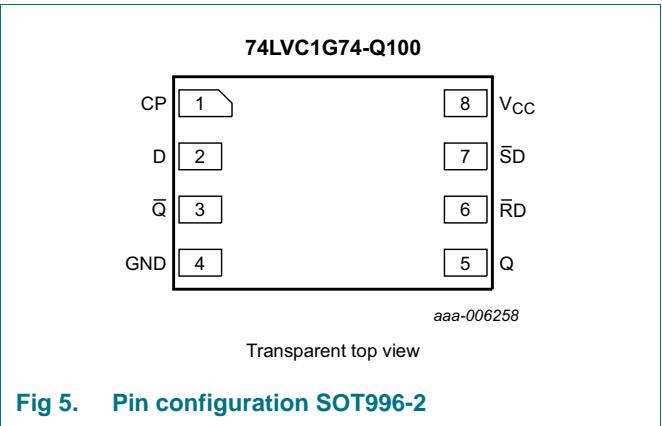 74LVC1G74-Q100
CP 1 8 VCC
D 2 7 S̅D
Q̅ 3 6 R̅D
GND 4 5 Q
aaa-006258
Transparent top view
Fig 5. Pin configuration SOT996-2